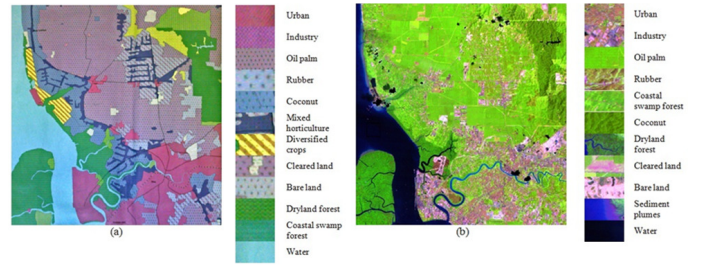 Urban
Industry
Oil palm
Rubber
Coconut
Mixed
horticulture
Diversified
crops
Cleared land
Bare land
Dryland forest
Coastal swamp
forest
Water
(a)
Urban
Industry
Oil palm
Rubber
Coastal
swamp forest
Coconut
Dryland
forest
Cleared land
Bare land
Sediment
plumes
Water
(b)